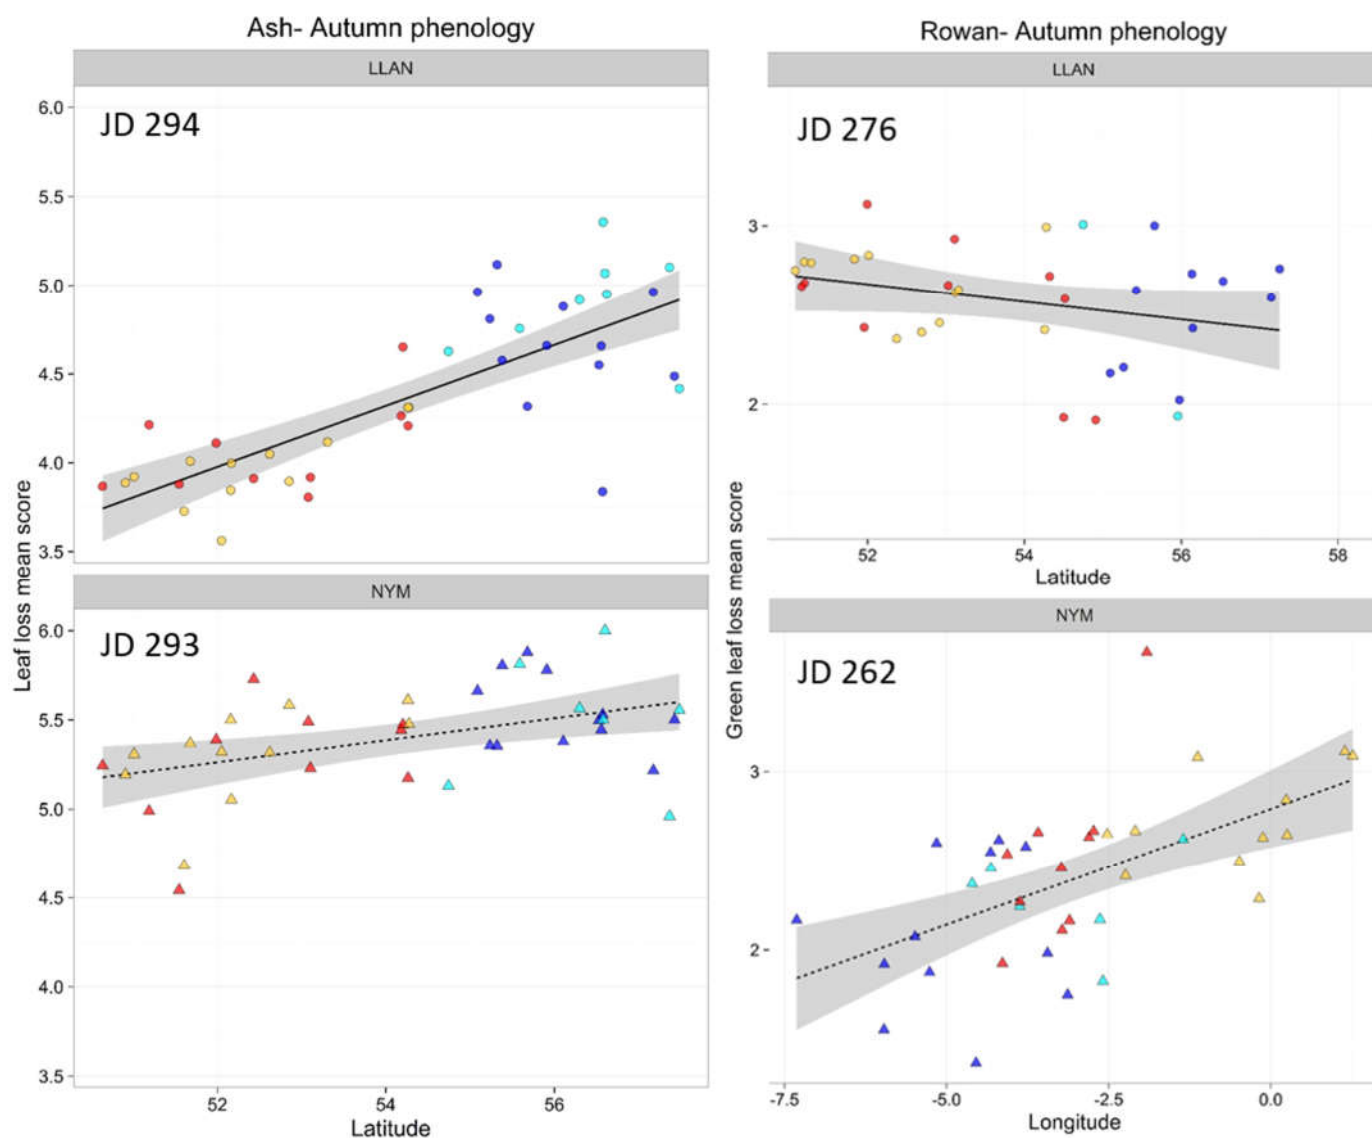 Ash- Autumn phenology
LLAN
JD 294
6.0
5.5
5.0
4.5
4.0
3.5
NYM
JD 293
6.0
5.5
5.0
4.5
4.0
3.5
52
54
56
Latitude
Leaf loss mean score
Rowan- Autumn phenology
LLAN
JD 276
3
2
52
54
56
58
Latitude
NYM
JD 262
3
2
-7.5
-5.0
-2.5
0.0
Longitude
Green leaf loss mean score